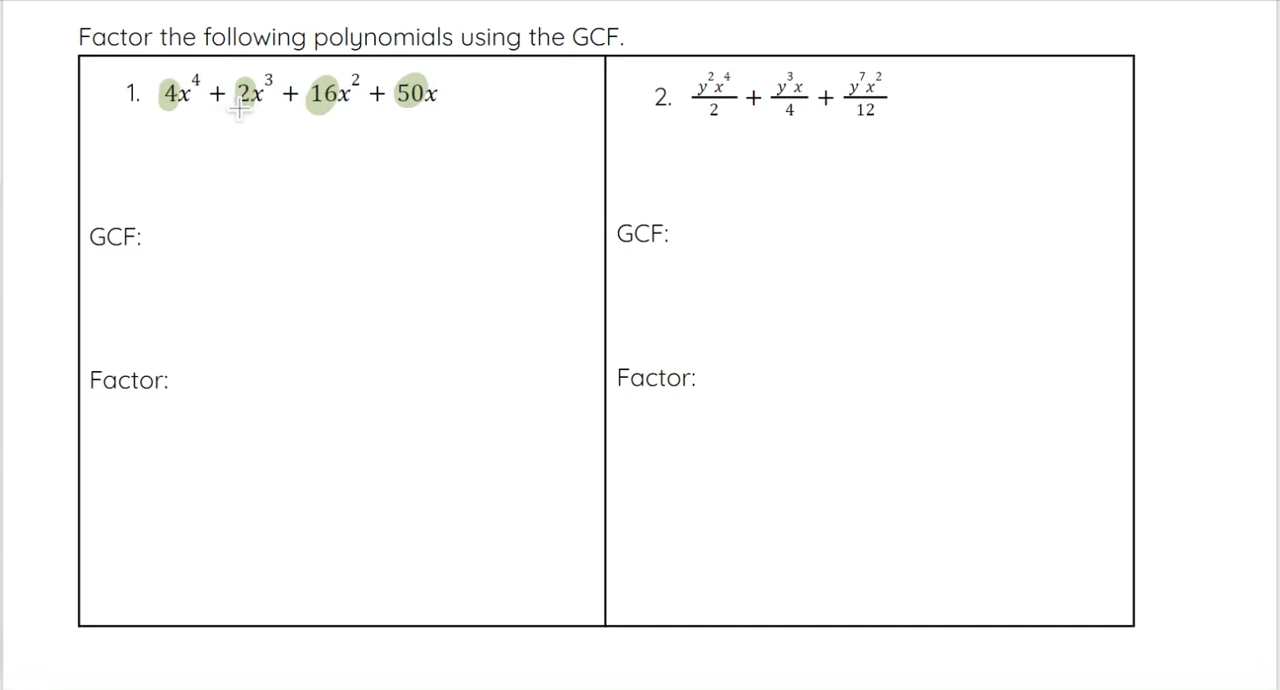 Factor the following polynomials using the GCF.
1. 4x⁴ + 2x³ + 16x² + 50x
2. y²x⁴/2 + y³x/4 + y⁷x²/12
GCF:
GCF:
Factor:
Factor: